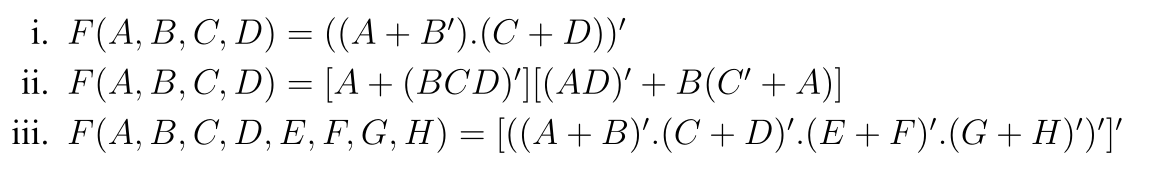 i. F(A, B, C, D) = ((A + B′).(C + D))′
ii. F(A, B, C, D) = [A + (BCD)′][(AD)′ + B(C′ + A)]
iii. F(A, B, C, D, E, F, G, H) = [((A + B)′.(C + D)′.(E + F)′.(G + H)′)′]′